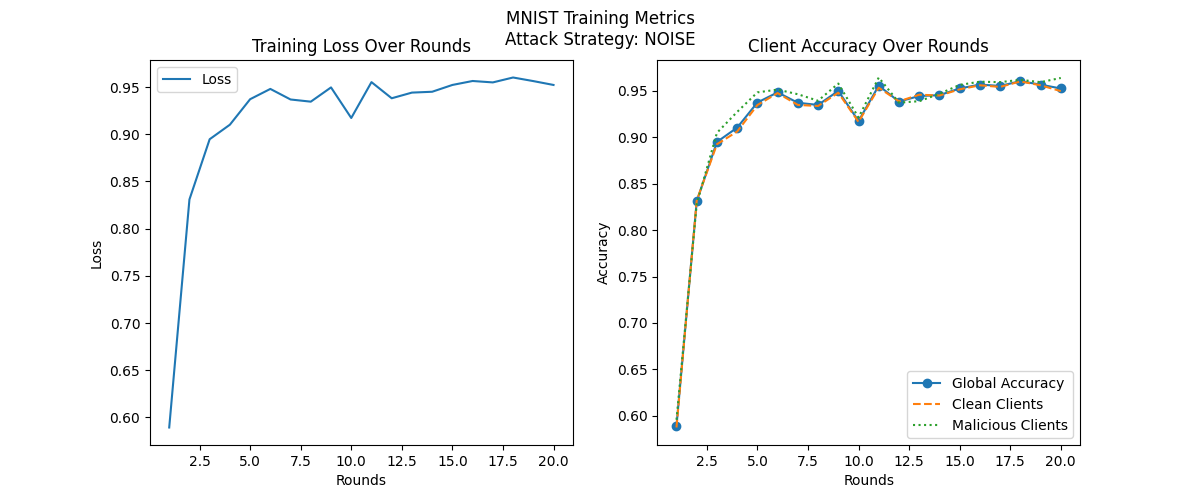 MNIST Training Metrics
Attack Strategy: NOISE
Training Loss Over Rounds
Loss
Loss
0.95
0.90
0.85
0.80
0.75
0.70
0.65
0.60
2.5 5.0 7.5 10.0 12.5 15.0 17.5 20.0
Rounds
Client Accuracy Over Rounds
Accuracy
0.95
0.90
0.85
0.80
0.75
0.70
0.65
0.60
Global Accuracy
Clean Clients
Malicious Clients
2.5 5.0 7.5 10.0 12.5 15.0 17.5 20.0
Rounds